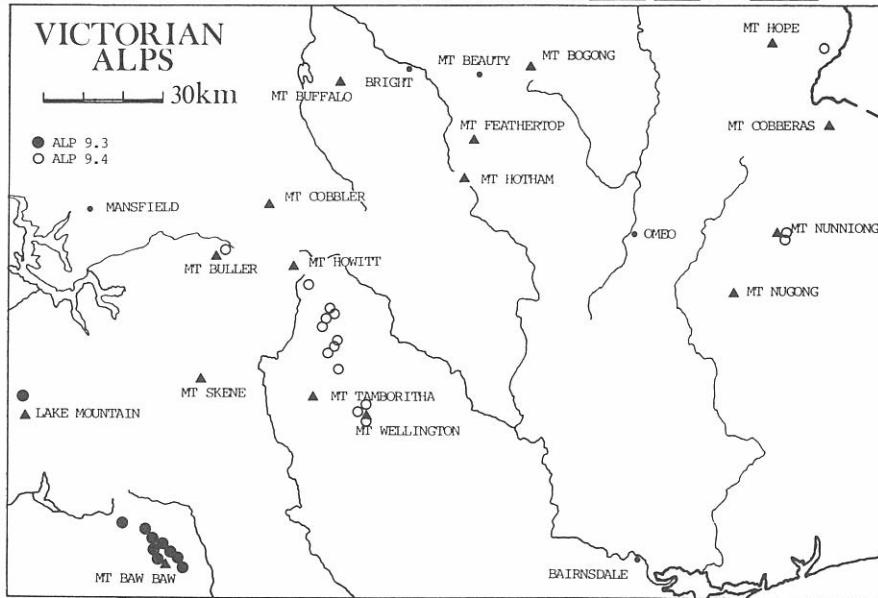 VICTORIAN
ALPS
30km
ALP 9.3
ALP 9.4
MT HOPE
MT BEAUTY
MT BOGONG
BRIGHT
MT BUFFALO
MT FEATHERTOP
MT COBBERAS
MT HOTHAM
MT COBBLER
MANSFIELD
OMEO
MT NUNNIONG
MT BULLER
MT HOWITT
MT NUGONG
MT SKENE
MT TAMBORITHA
LAKE MOUNTAIN
MT WELLINGTON
MT BAW BAW
BAIRNSDALE